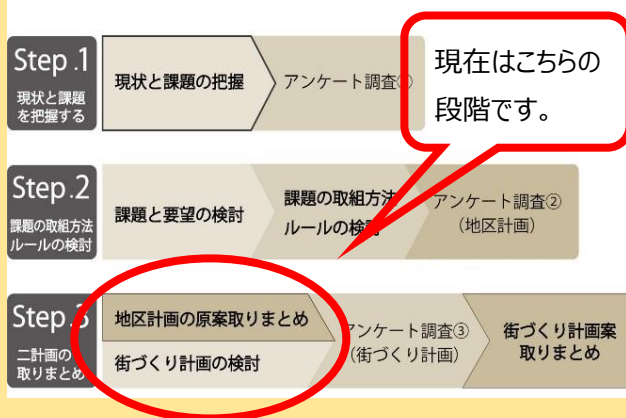 Step .1
現状と課題
を把握する
現状と課題の把握
アンケート調査①
現在はこちらの
段階です。
Step .2
課題の取組方法
ルールの検討
課題と要望の検討
課題の取組方法
ルールの検討
アンケート調査②
(地区計画)
Step .3
二計画の
取りまとめ
地区計画の原案取りまとめ
街づくり計画の検討
アンケート調査③
(街づくり計画)
街づくり計画案
取りまとめ